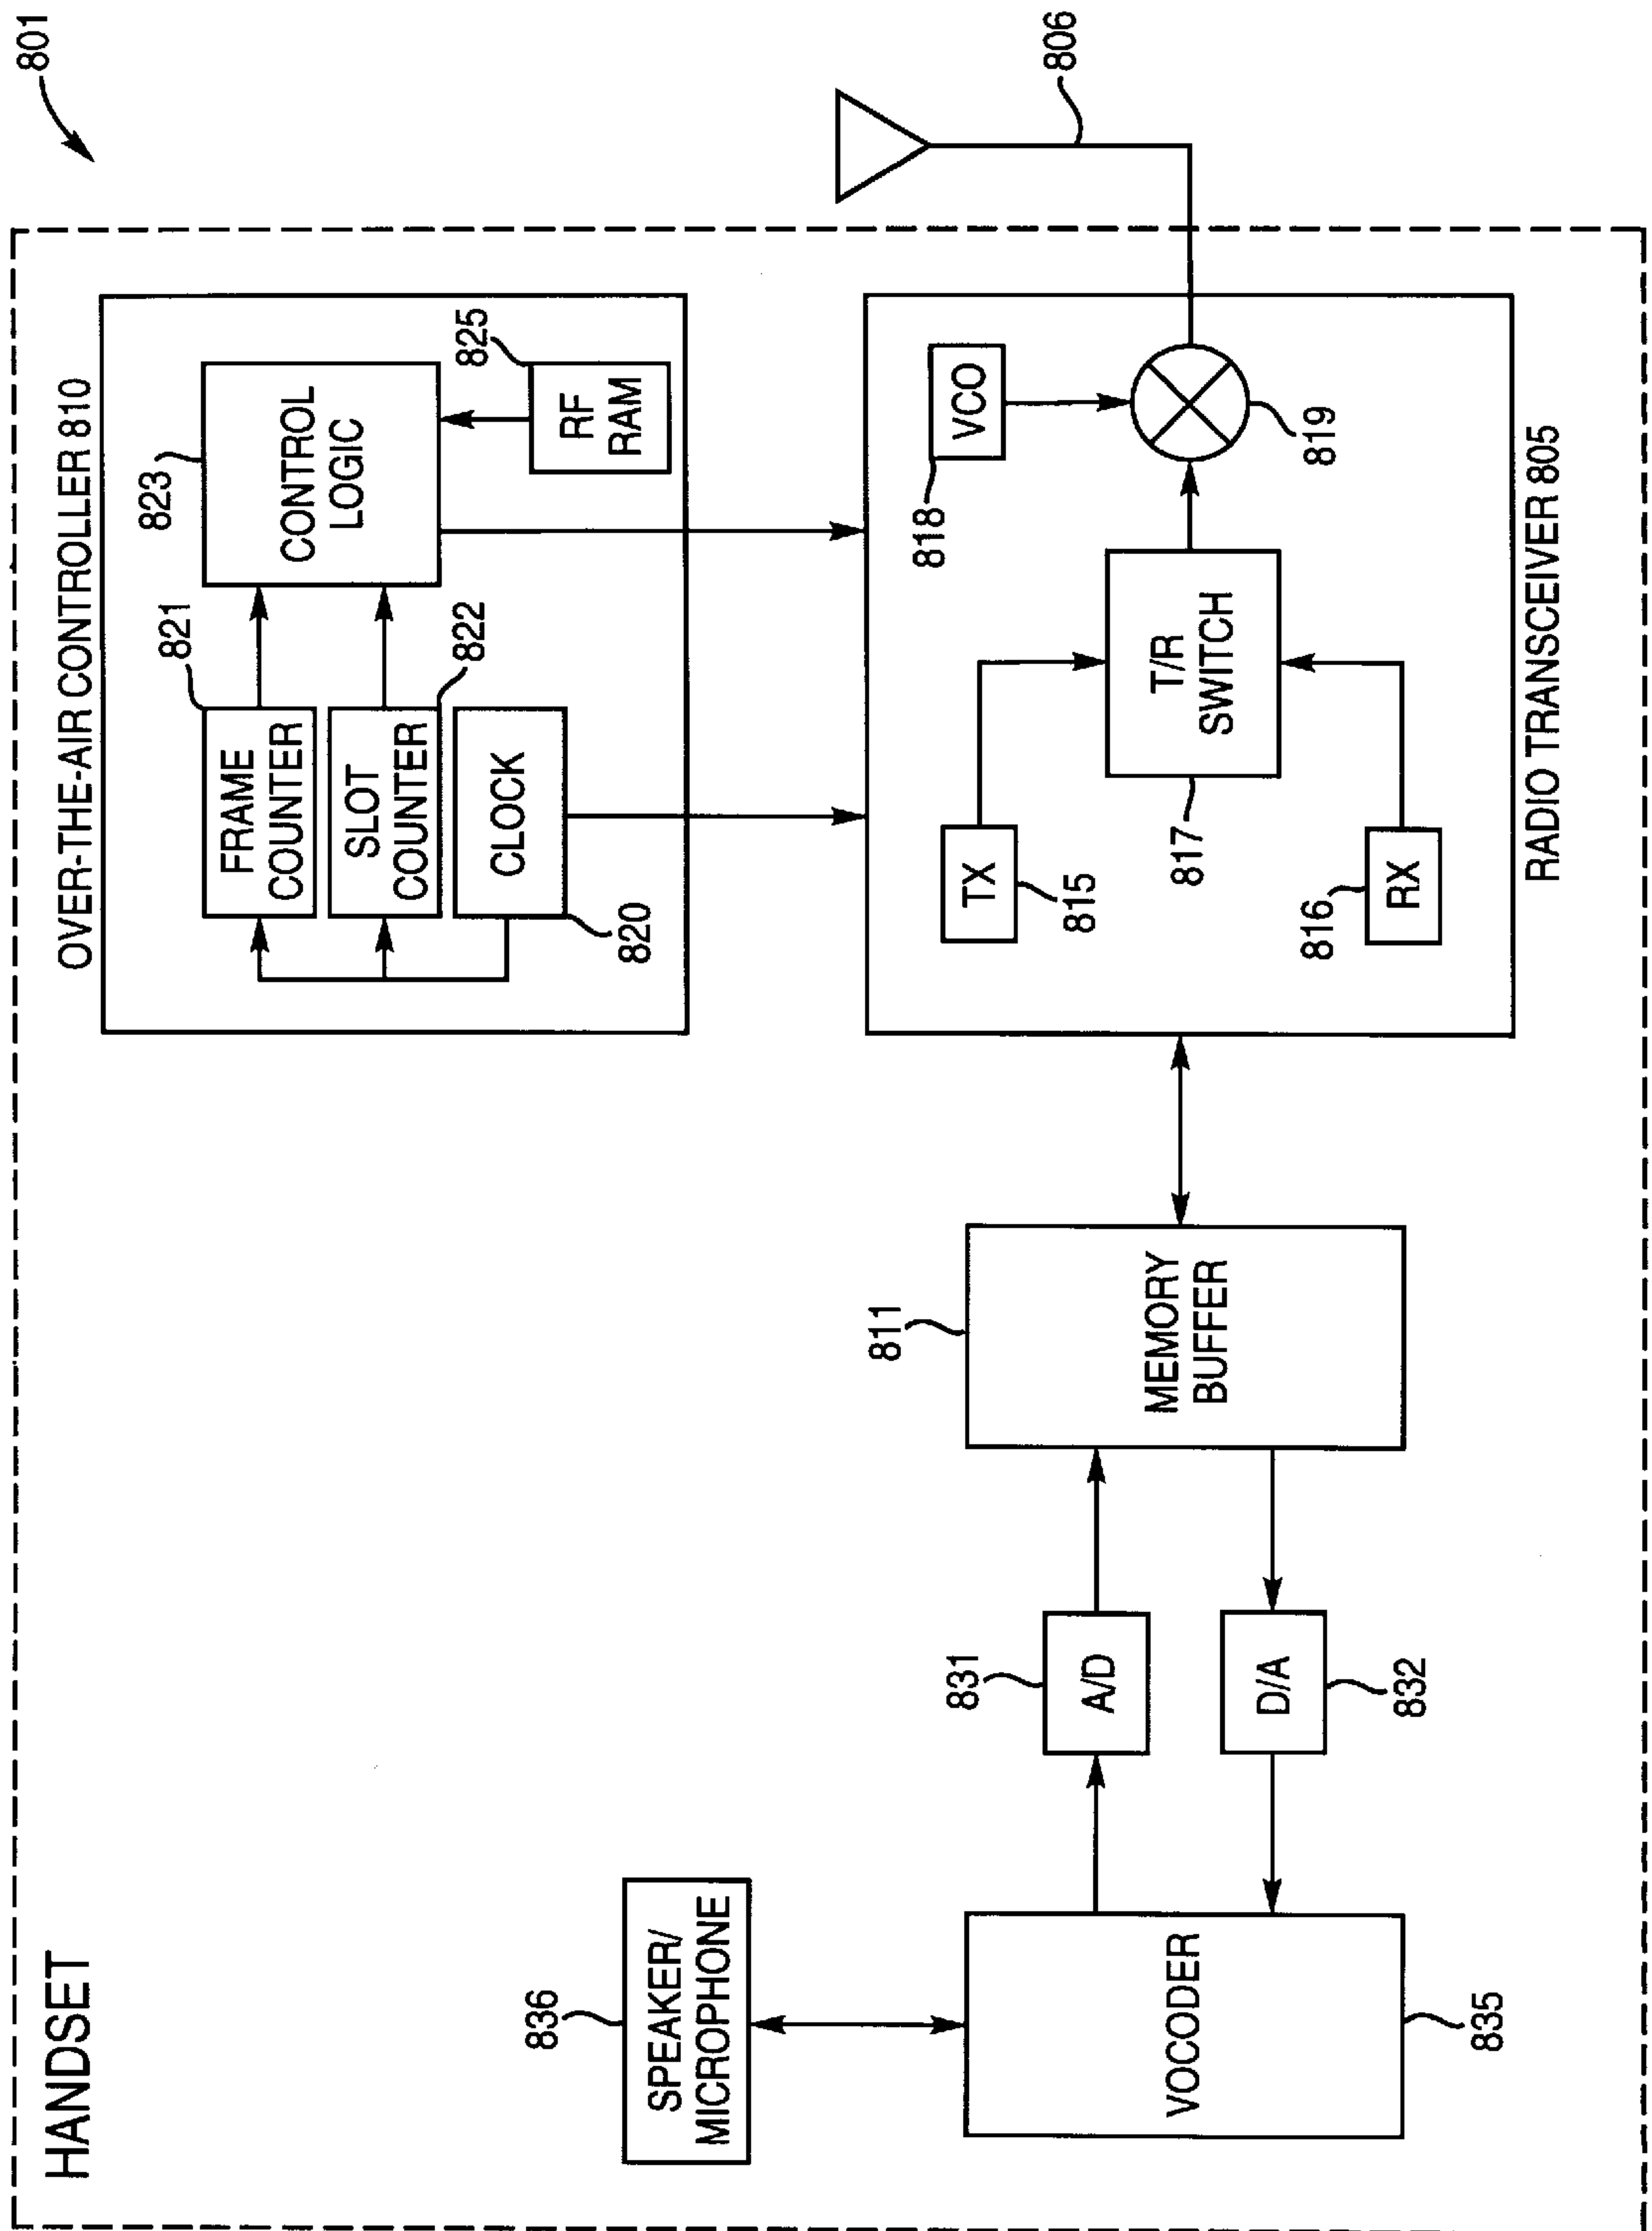 HANDSET
801
OVER-THE-AIR CONTROLLER 810
821
FRAME
COUNTER
SLOT
COUNTER
822
CLOCK
820
823
CONTROL
LOGIC
825
RF
RAM
836
SPEAKER/
MICROPHONE
VOCODER
835
831
A/D
D/A
832
811
MEMORY
BUFFER
TX
815
816
RX
817
T/R
SWITCH
818
VCO
819
806
RADIO TRANSCEIVER 805